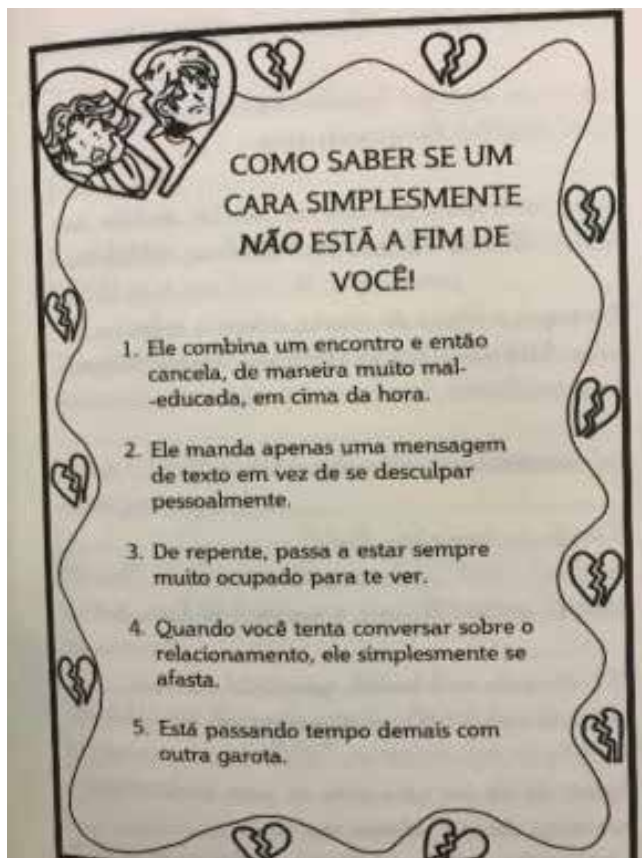 COMO SABER SE UM
CARA SIMPLESMENTE
NÃO ESTÁ A FIM DE
VOCÊ!
1. Ele combina um encontro e então
cancela, de maneira muito mal-
-educada, em cima da hora.
2. Ele manda apenas uma mensagem
de texto em vez de se desculpar
pessoalmente.
3. De repente, passa a estar sempre
muito ocupado para te ver.
4. Quando você tenta conversar sobre o
relacionamento, ele simplesmente se
afasta.
5. Está passando tempo demais com
outra garota.